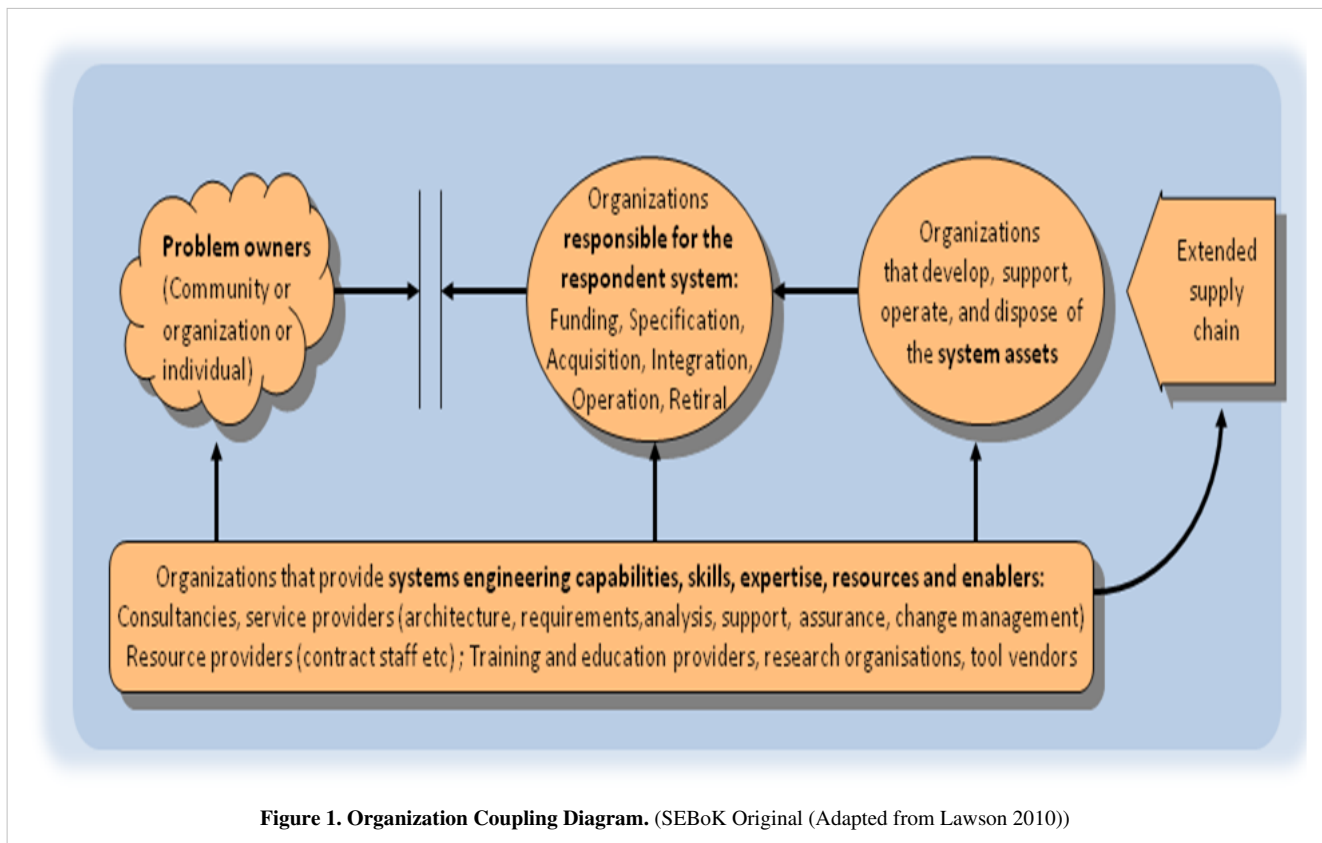 Problem owners
(Community or
organization or
individual)
Organizations
responsible for the
respondent system:
Funding, Specification,
Acquisition, Integration,
Operation, Retiral
Organizations
that develop, support,
operate, and dispose of
the system assets
Extended
supply
chain
Organizations that provide systems engineering capabilities, skills, expertise, resources and enablers:
Consultancies, service providers (architecture, requirements,analysis, support, assurance, change management)
Resource providers (contract staff etc) ; Training and education providers, research organisations, tool vendors
Figure 1. Organization Coupling Diagram. (SEBoK Original (Adapted from Lawson 2010))